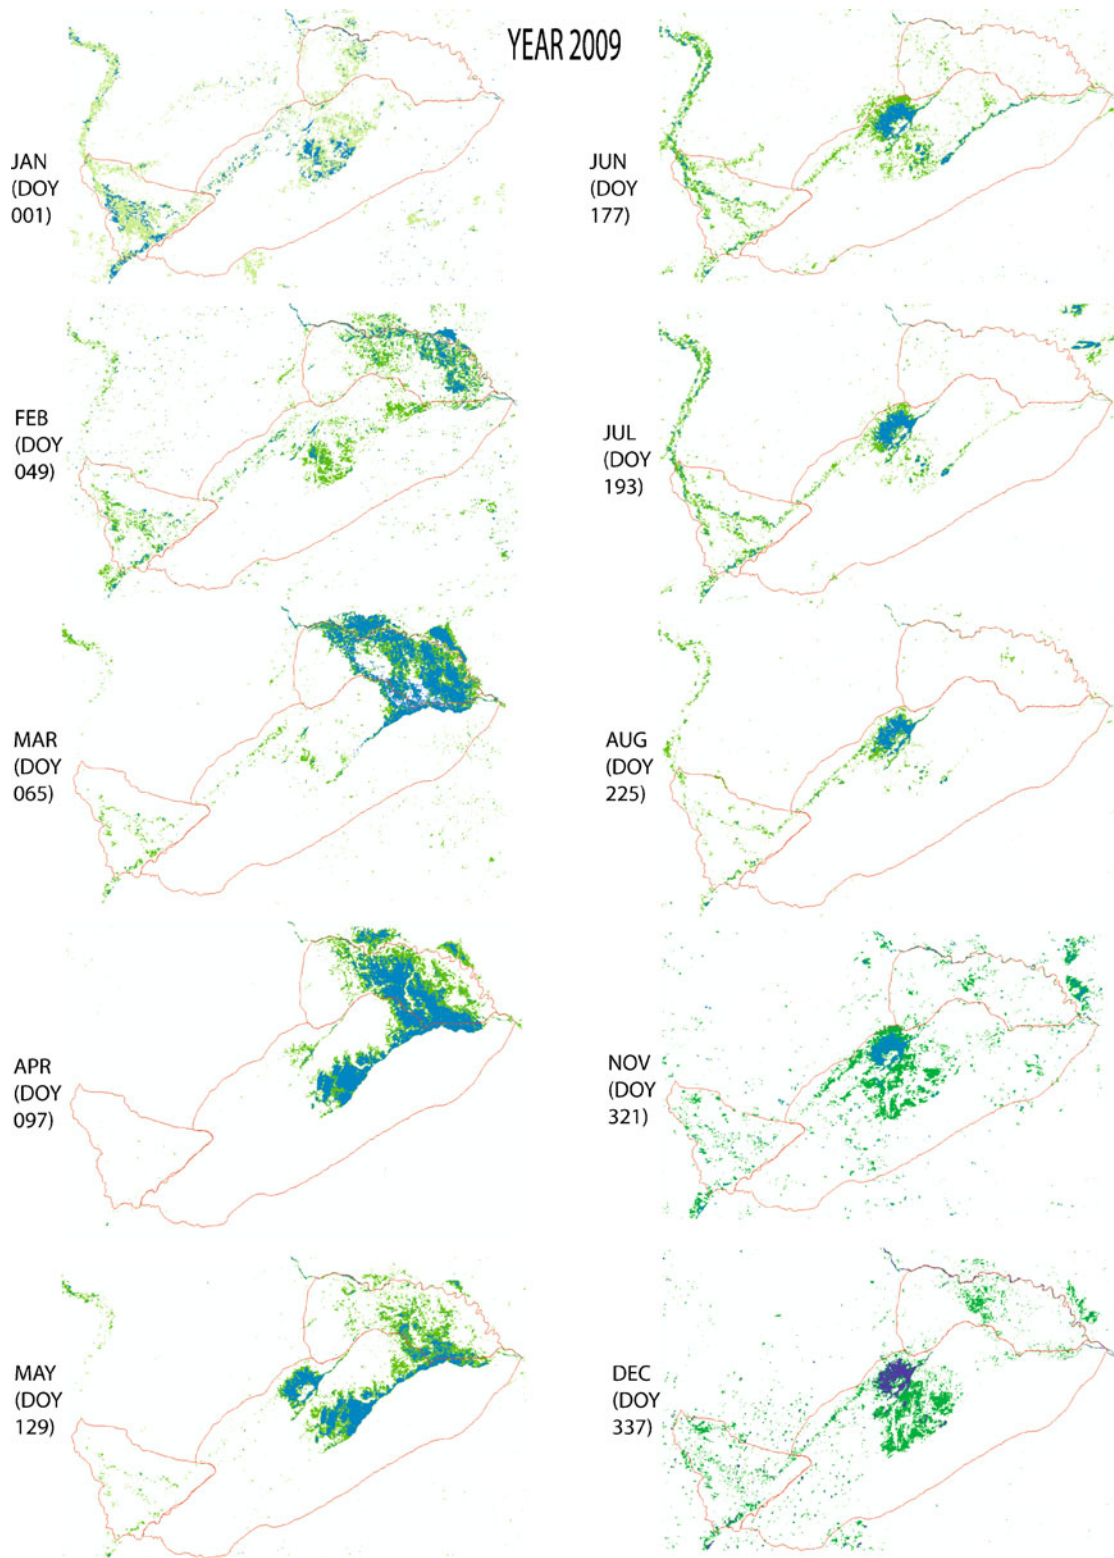 YEAR 2009
JAN
(DOY
001)
FEB
(DOY
049)
MAR
(DOY
065)
APR
(DOY
097)
MAY
(DOY
129)
JUN
(DOY
177)
JUL
(DOY
193)
AUG
(DOY
225)
NOV
(DOY
321)
DEC
(DOY
337)